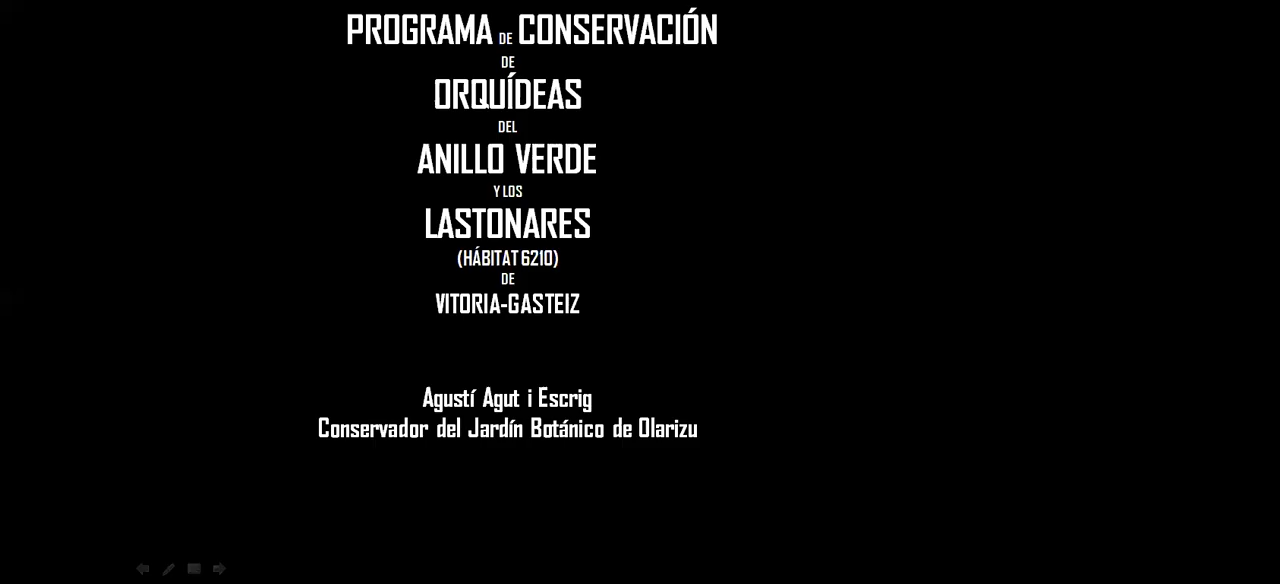 PROGRAMA DE CONSERVACIÓN
DE
ORQUÍDEAS
DEL
ANILLO VERDE
Y LOS
LASTONARES
(HÁBITAT 6210)
DE
VITORIA-GASTEIZ
Agustí Agut i Escrig
Conservador del Jardín Botánico de Olarizu